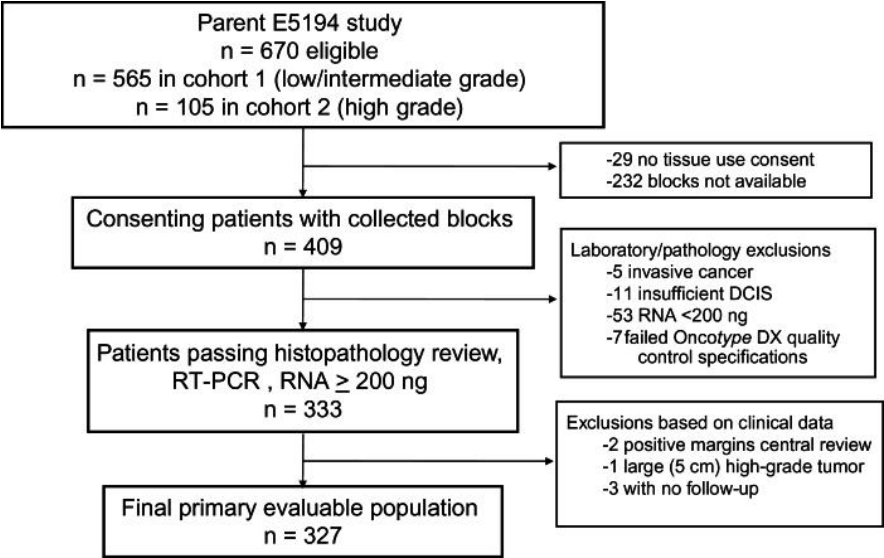 Parent E5194 study
n = 670 eligible
n = 565 in cohort 1 (low/intermediate grade)
n = 105 in cohort 2 (high grade)
-29 no tissue use consent
-232 blocks not available
Consenting patients with collected blocks
n = 409
Laboratory/pathology exclusions
-5 invasive cancer
-11 insufficient DCIS
-53 RNA <200 ng
-7 failed Oncotype DX quality
control specifications
Patients passing histopathology review,
RT-PCR , RNA ≥ 200 ng
n = 333
Exclusions based on clinical data
-2 positive margins central review
-1 large (5 cm) high-grade tumor
-3 with no follow-up
Final primary evaluable population
n = 327